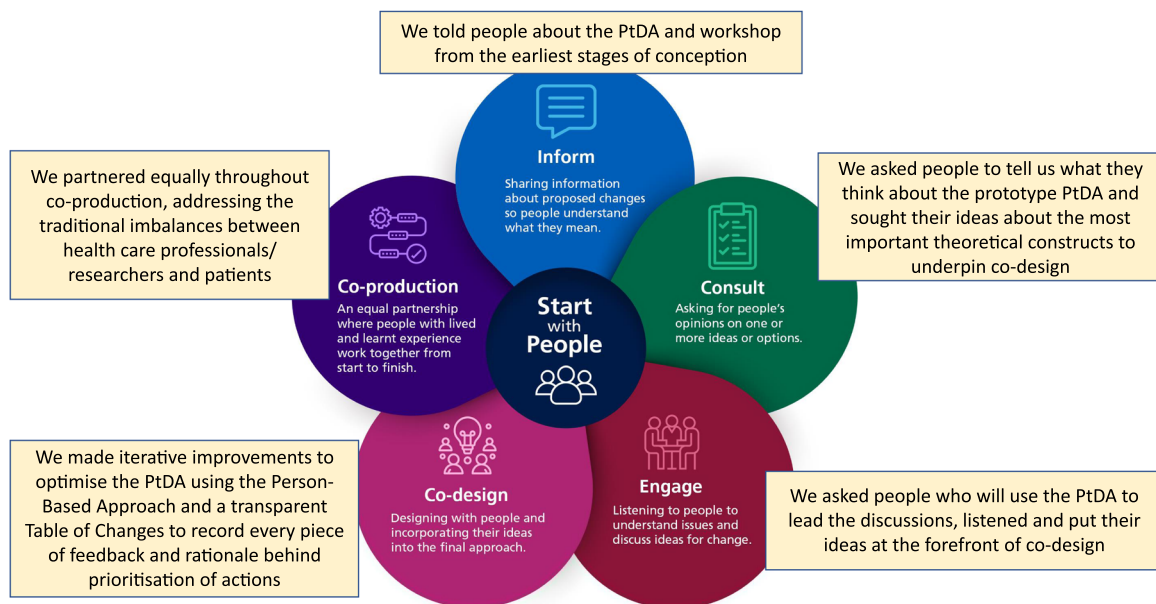 We told people about the PtDA and workshop
from the earliest stages of conception
Inform
Sharing information
about proposed changes
so people understand
what they mean.
We asked people to tell us what they
think about the prototype PtDA and
sought their ideas about the most
important theoretical constructs to
underpin co-design
Consult
Asking for people's
opinions on one or
more ideas or options.
We asked people who will use the PtDA to
lead the discussions, listened and put their
ideas at the forefront of co-design
Engage
Listening to people to
understand issues and
discuss ideas for change.
We made iterative improvements to
optimise the PtDA using the Person-
Based Approach and a transparent
Table of Changes to record every piece
of feedback and rationale behind
prioritisation of actions
Co-design
Designing with people and
incorporating their ideas
into the final approach.
We partnered equally throughout
co-production, addressing the
traditional imbalances between
health care professionals/
researchers and patients
Co-production
An equal partnership
where people with lived
and learnt experience
work together from
start to finish.
Start
with
People